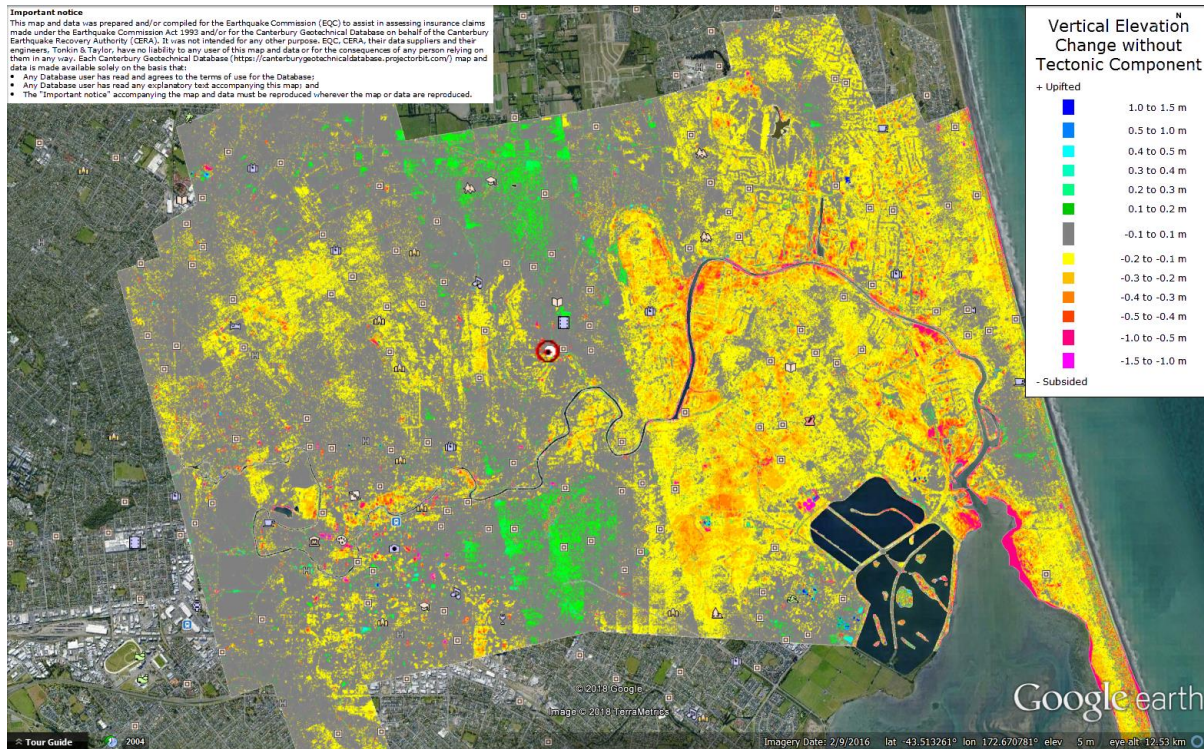 Important notice
This map and data was prepared and/or compiled for the Earthquake Commission (EQC) to assist in assessing insurance claims
made under the Earthquake Commission Act 1993 and/or for the Canterbury Geotechnical Database on behalf of the Canterbury
Earthquake Recovery Authority (CERA). It was not intended for any other purpose. EQC, CERA, their data suppliers and their
engineers, Tonkin & Taylor, have no liability to any user of this map and data or for the consequences of any person relying on
them in any way. Each Canterbury Geotechnical Database (https://canterburygeotechnicaldatabase.projectorbit.com/) map and
data is made available solely on the basis that:
• Any Database user has read and agrees to the terms of use for the Database;
• Any Database user has read any explanatory text accompanying this map; and
• The "Important notice" accompanying the map and data must be reproduced wherever the map or data are reproduced.
N
Vertical Elevation
Change without
Tectonic Component
+ Uplifted
1.0 to 1.5 m
0.5 to 1.0 m
0.4 to 0.5 m
0.3 to 0.4 m
0.2 to 0.3 m
0.1 to 0.2 m
-0.1 to 0.1 m
-0.2 to -0.1 m
-0.3 to -0.2 m
-0.4 to -0.3 m
-0.5 to -0.4 m
-1.0 to -0.5 m
-1.5 to -1.0 m
- Subsided
© 2018 Google
Image © 2018 TerraMetrics
Google earth
Tour Guide
2004
Imagery Date: 2/9/2016 lat -43.513261° lon 172.670781° elev 5 m eye alt 12.53 km